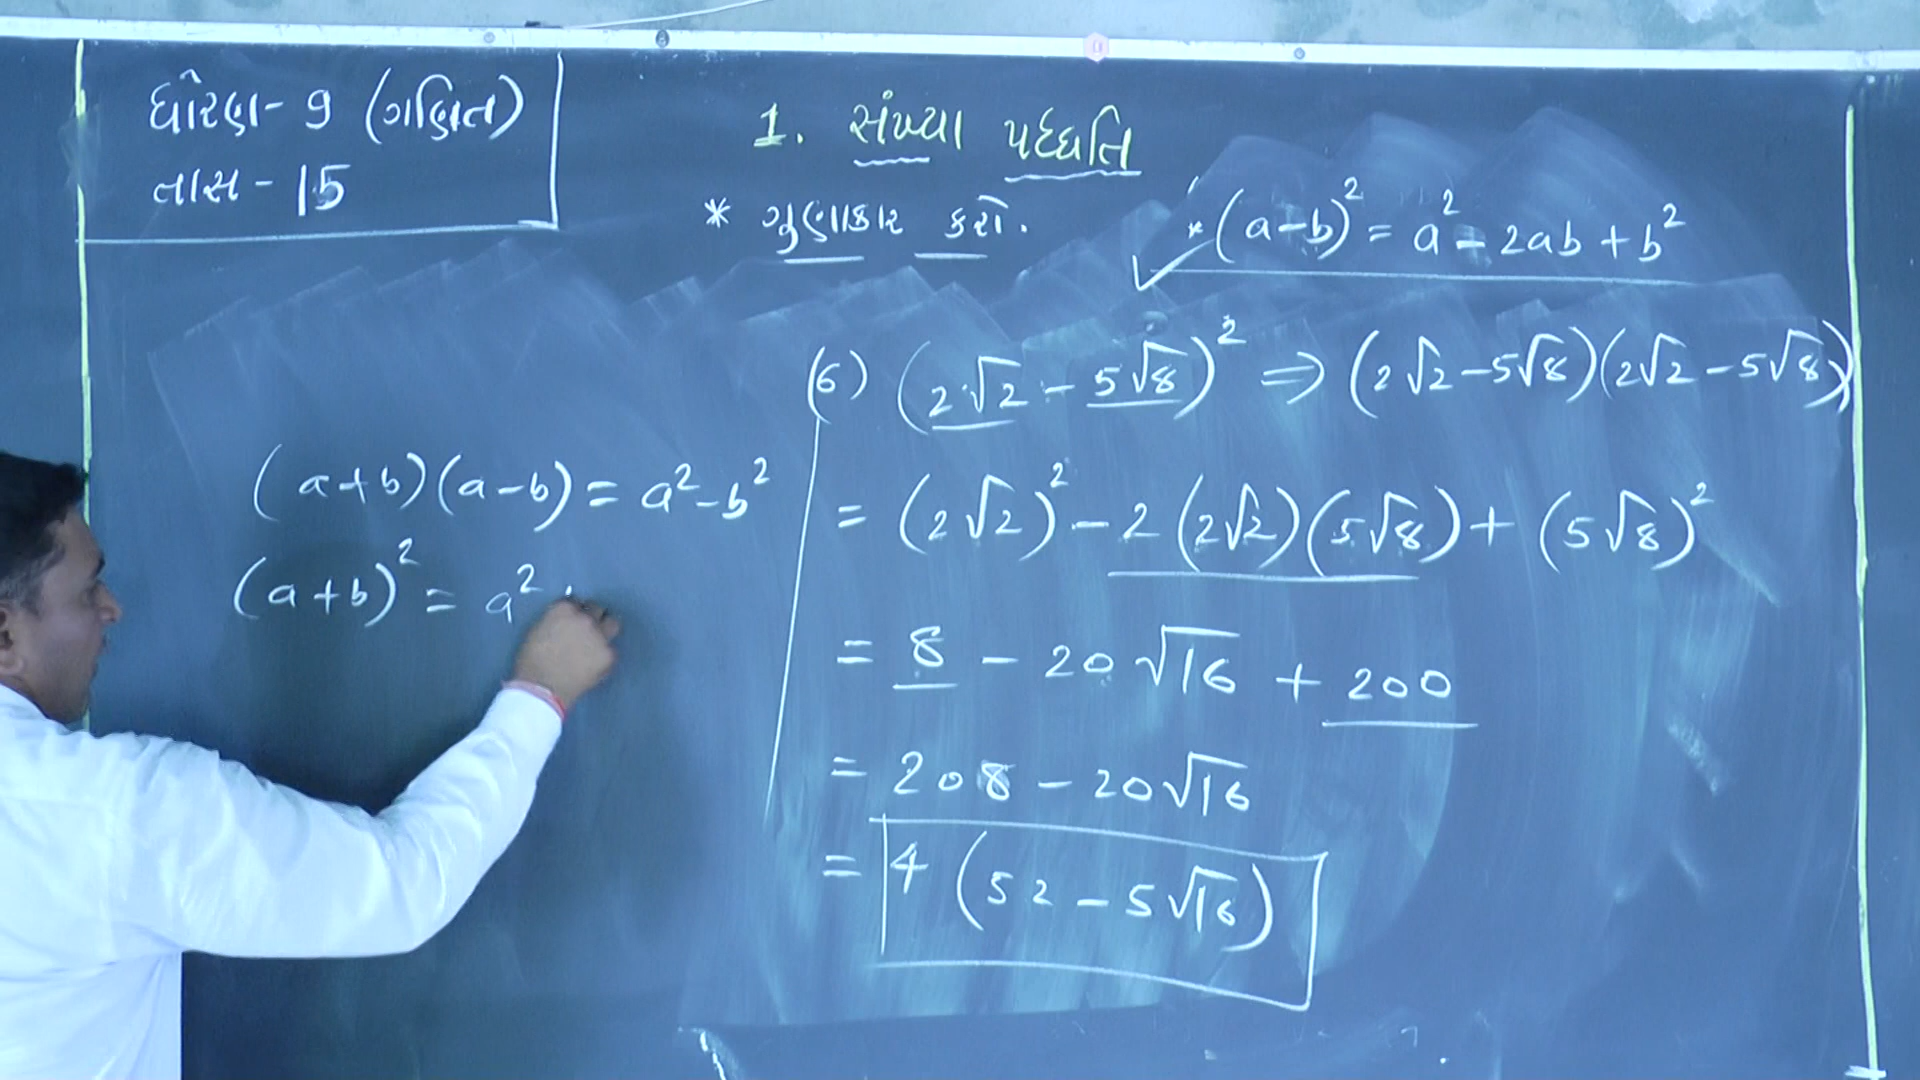 ધોરણ - 9 (ગણિત)
તાસ - 15
1. સંખ્યા પદ્ધતિ
* ગુણાકાર કરો.
* (a-b)² = a² - 2ab + b²
(6) (2√2 - 5√8)² ⇒ (2√2 - 5√8)(2√2 - 5√8)
= (2√2)² - 2(2√2)(5√8) + (5√8)²
= 8 - 20√16 + 200
= 208 - 20√16
= 4(52 - 5√16)
(a+b)(a-b) = a² - b²
(a+b)² = a²